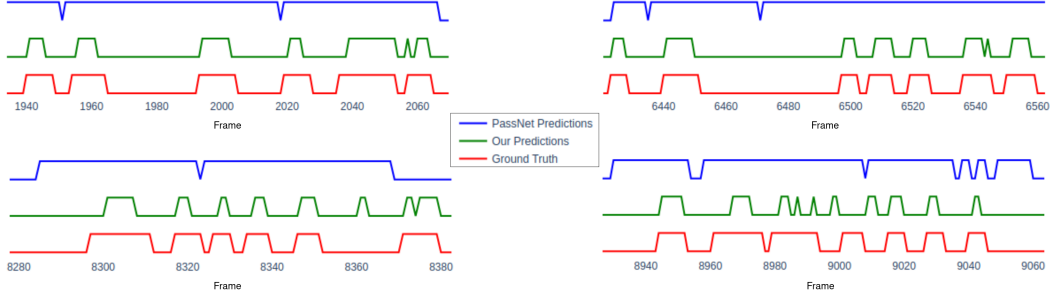 1940 1960 1980 2000 2020 2040 2060
Frame
6440 6460 6480 6500 6520 6540 6560
Frame
PassNet Predictions
Our Predictions
Ground Truth
8280 8300 8320 8340 8360 8380
Frame
8940 8960 8980 9000 9020 9040 9060
Frame